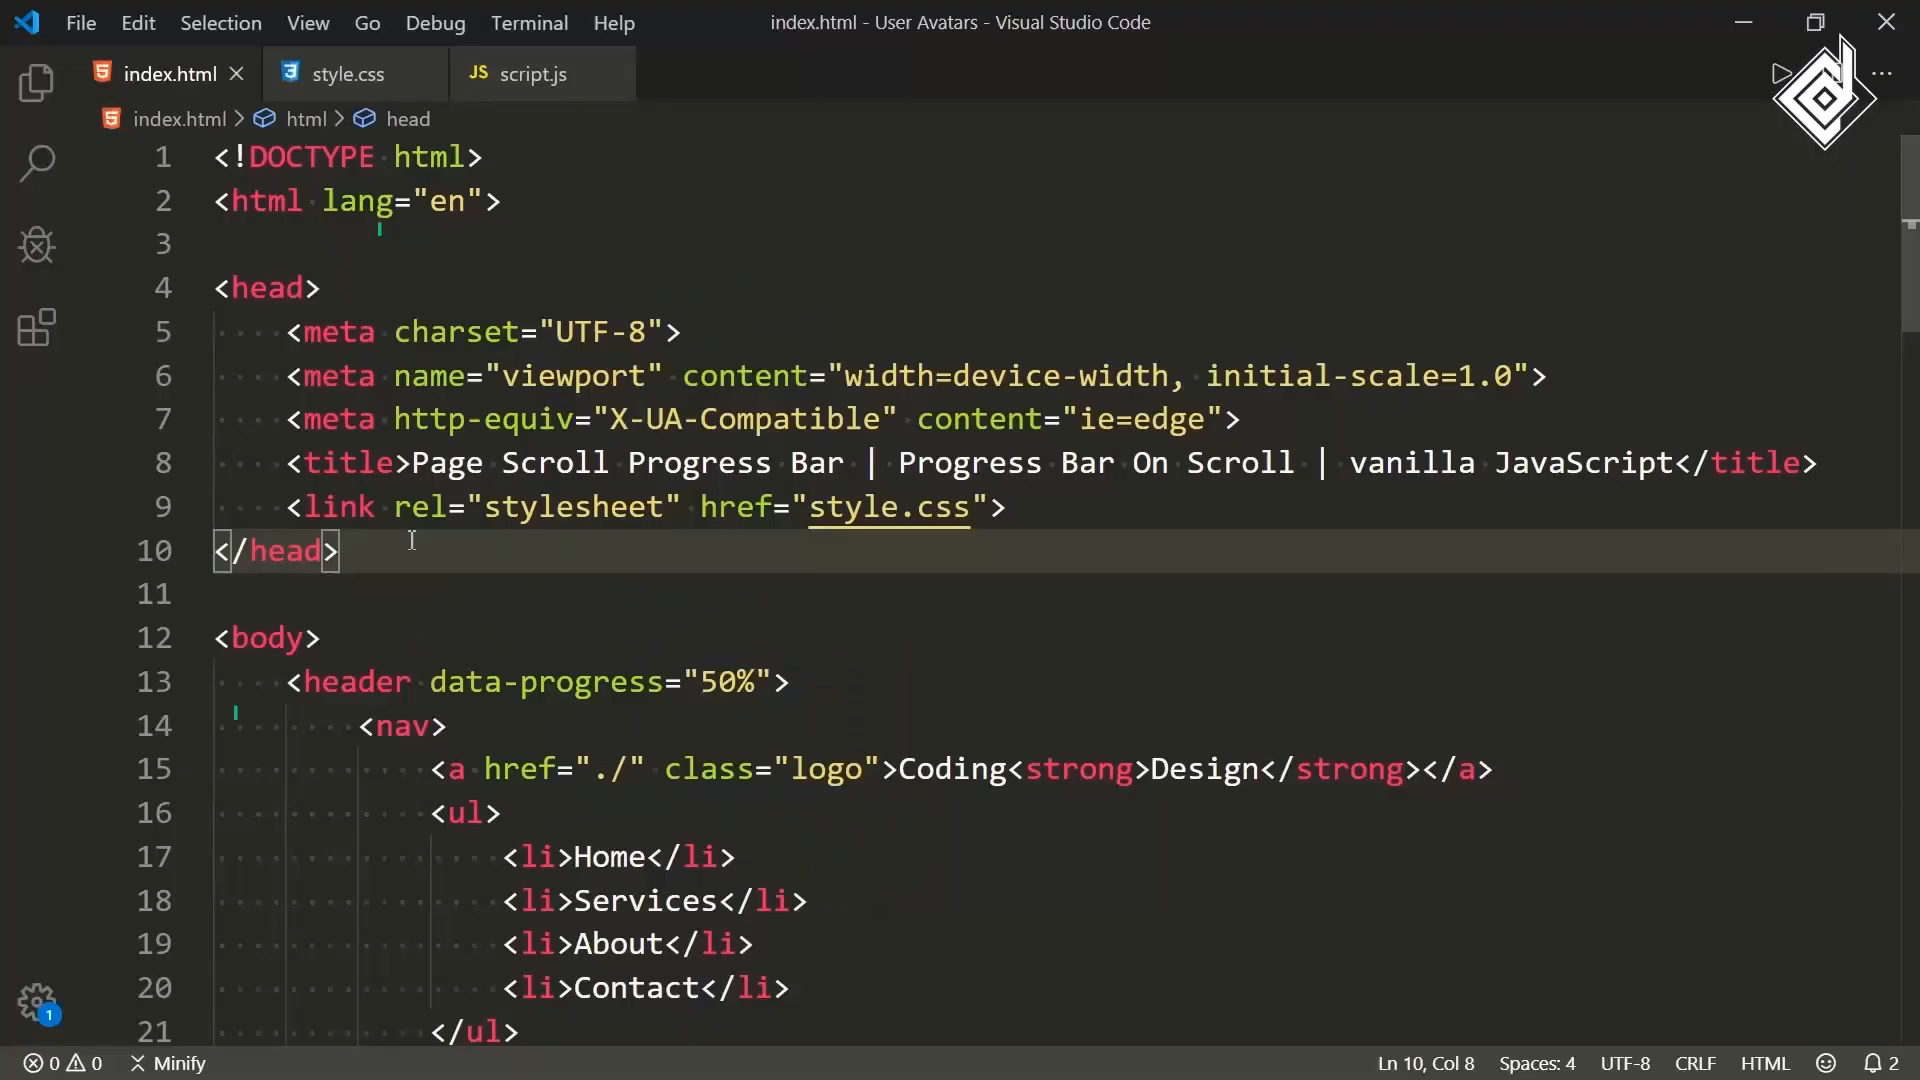 File Edit Selection View Go Debug Terminal Help index.html - User Avatars - Visual Studio Code
index.html style.css JS script.js
index.html > html > head
1 <!DOCTYPE html>
2 <html lang="en">
3
4 <head>
5 <meta charset="UTF-8">
6 <meta name="viewport" content="width=device-width, initial-scale=1.0">
7 <meta http-equiv="X-UA-Compatible" content="ie=edge">
8 <title>Page Scroll Progress Bar | Progress Bar On Scroll | vanilla JavaScript</title>
9 <link rel="stylesheet" href="style.css">
10 </head>
11
12 <body>
13 <header data-progress="50%">
14 <nav>
15 <a href="./" class="logo">Coding<strong>Design</strong></a>
16 <ul>
17 <li>Home</li>
18 <li>Services</li>
19 <li>About</li>
20 <li>Contact</li>
21 </ul>
1
0 0 Minify Ln 10, Col 8 Spaces: 4 UTF-8 CRLF HTML 2